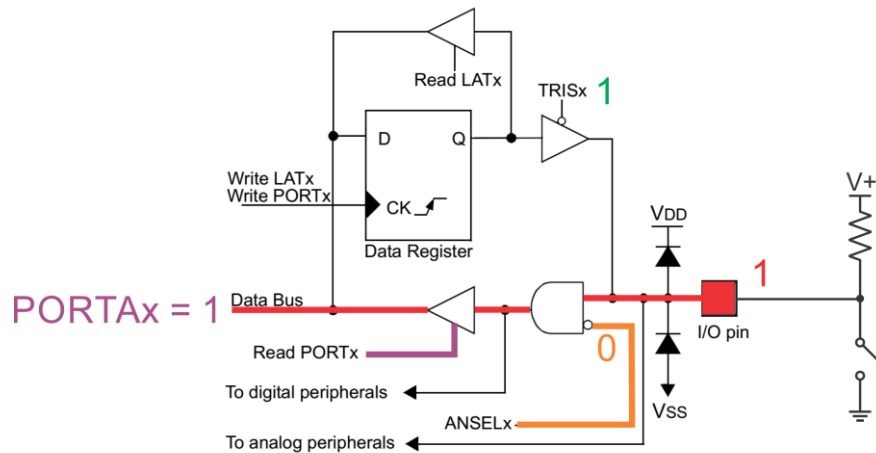 Read LATx
TRISx
1
D
Q
Write LATx
Write PORTx
CK
Data Register
V+
VDD
1
PORTAx = 1
Data Bus
I/O pin
Read PORTx
0
To digital peripherals
VSS
ANSELx
To analog peripherals